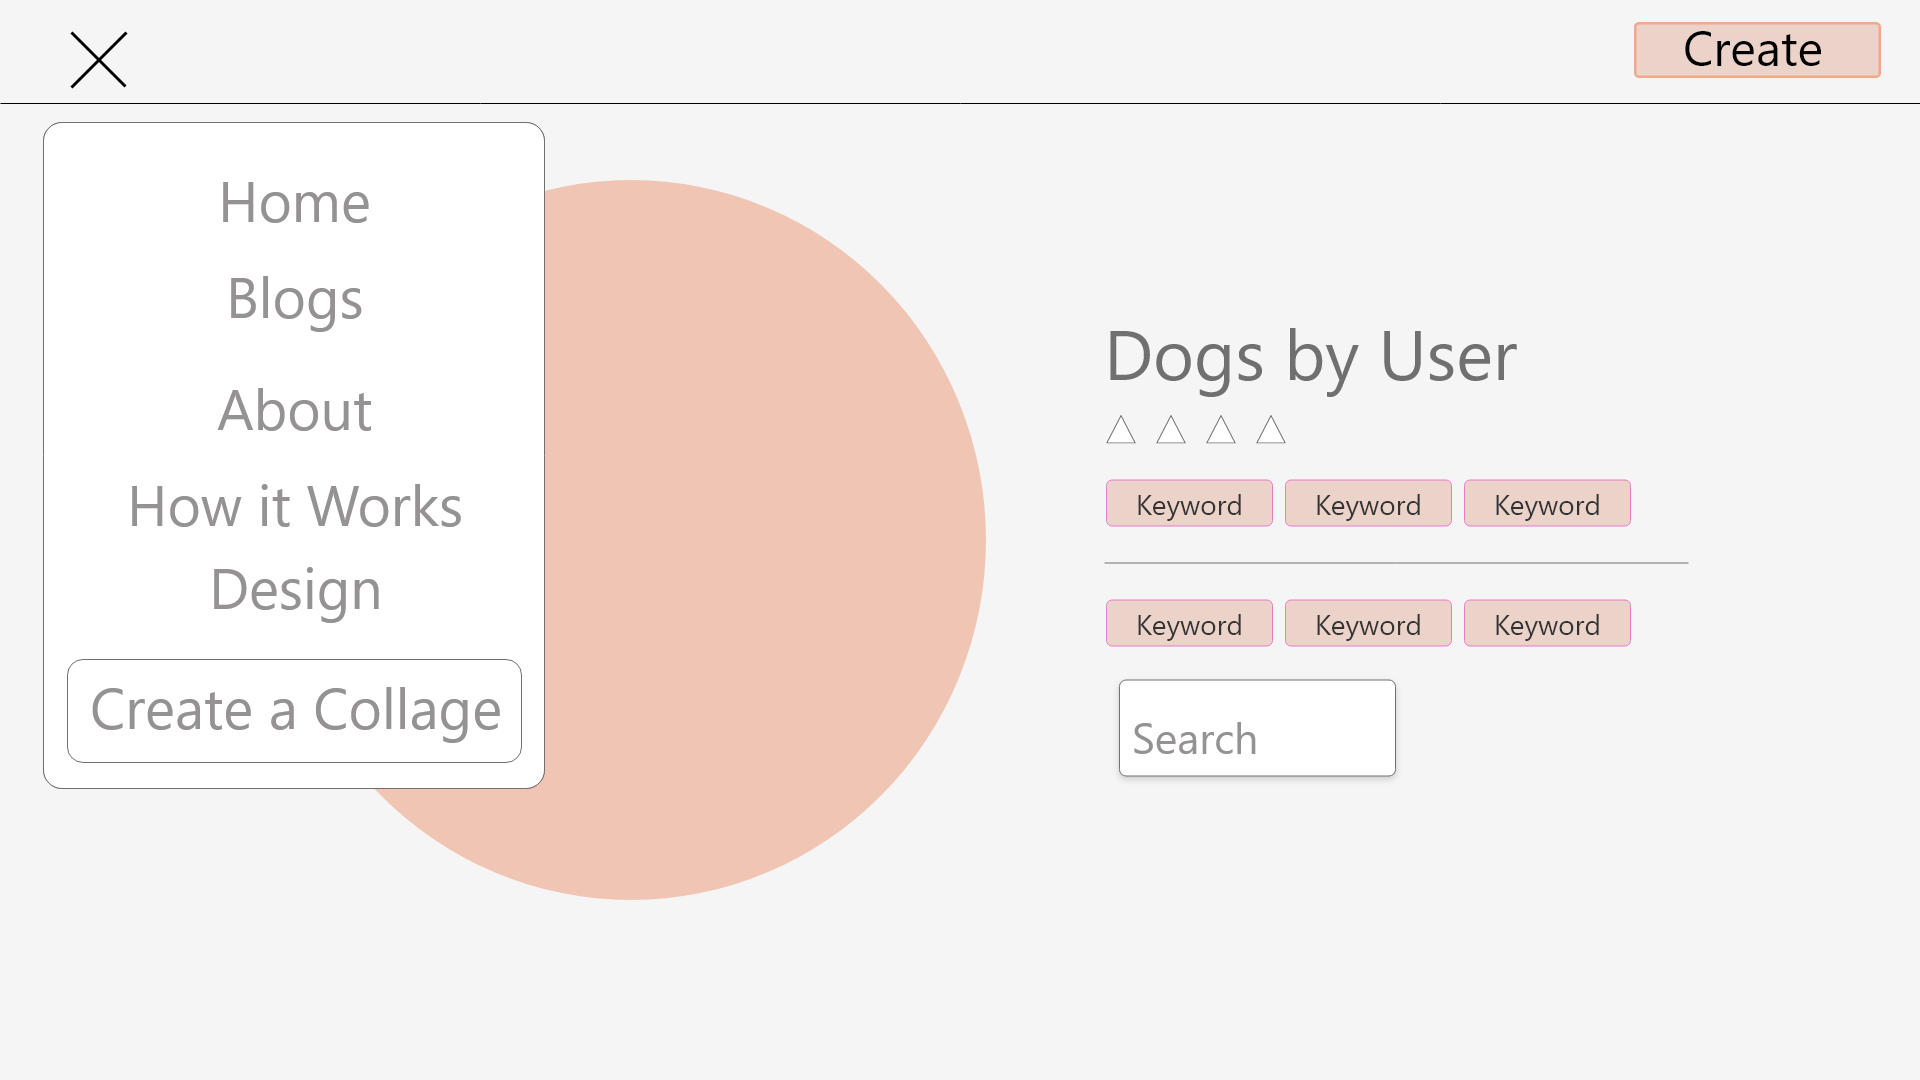 Create
Home
Blogs
About
How it Works
Design
Create a Collage
Dogs by User
Keyword Keyword Keyword
Keyword Keyword Keyword
Search